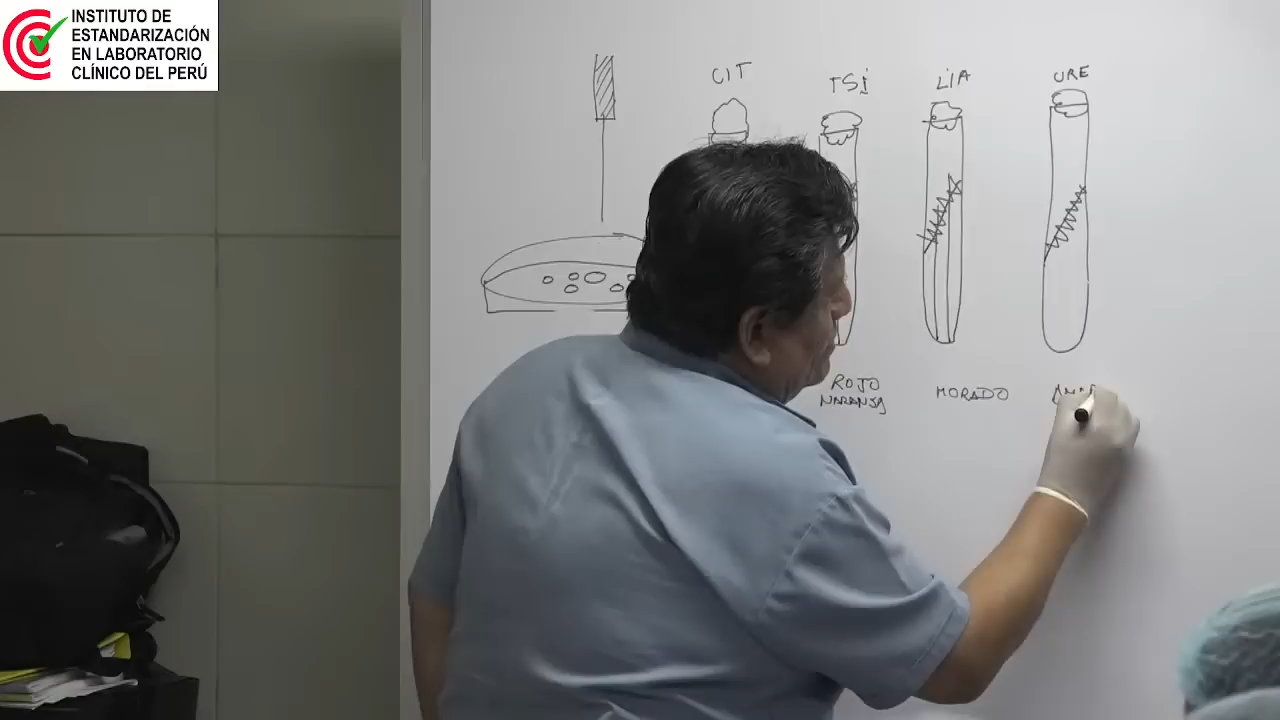 INSTITUTO DE
ESTANDARIZACIÓN
EN LABORATORIO
CLÍNICO DEL PERÚ
CIT
TSi
LiA
URE
ROJO
NARANJA
MORADO